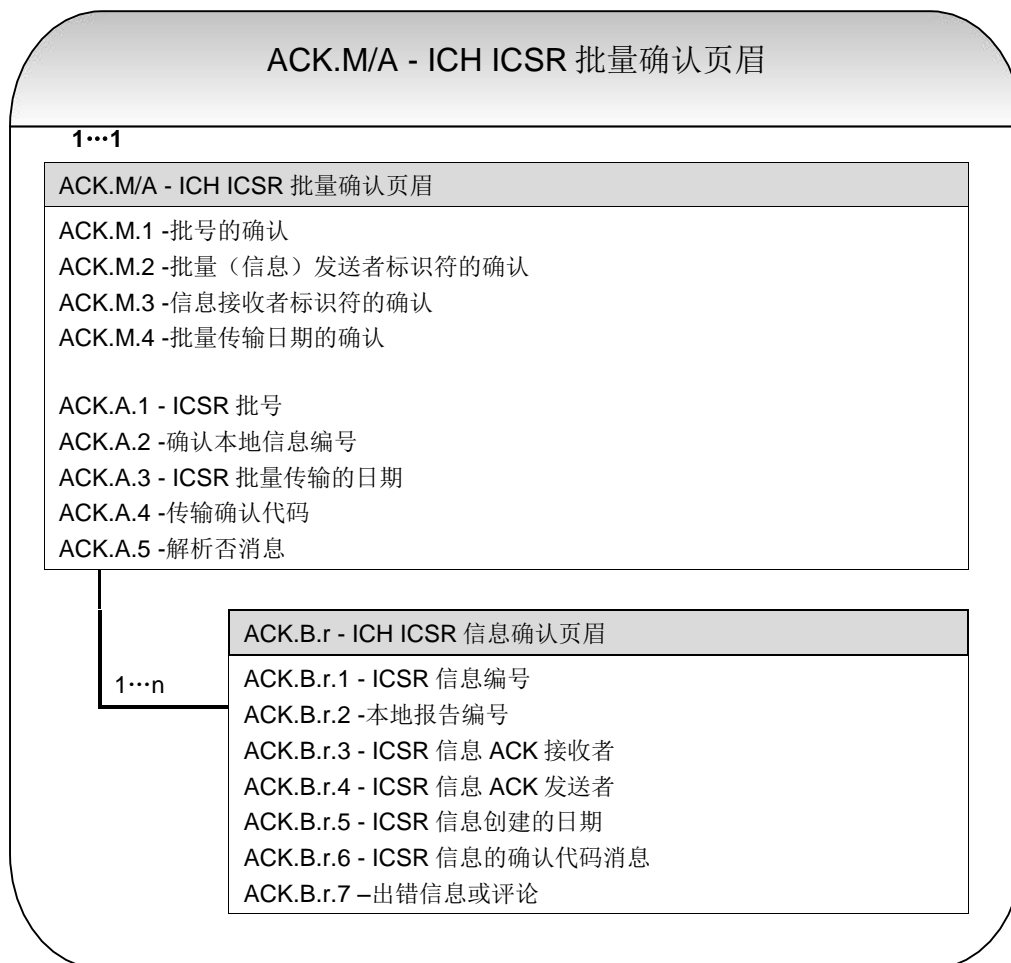 ACK.M/A - ICH ICSR 批量确认页眉
1…1
ACK.M/A - ICH ICSR 批量确认页眉
ACK.M.1 -批号的确认
ACK.M.2 -批量（信息）发送者标识符的确认
ACK.M.3 -信息接收者标识符的确认
ACK.M.4 -批量传输日期的确认
ACK.A.1 - ICSR 批号
ACK.A.2 -确认本地信息编号
ACK.A.3 - ICSR 批量传输的日期
ACK.A.4 -传输确认代码
ACK.A.5 -解析否消息
1…n
ACK.B.r - ICH ICSR 信息确认页眉
ACK.B.r.1 - ICSR 信息编号
ACK.B.r.2 -本地报告编号
ACK.B.r.3 - ICSR 信息 ACK 接收者
ACK.B.r.4 - ICSR 信息 ACK 发送者
ACK.B.r.5 - ICSR 信息创建的日期
ACK.B.r.6 - ICSR 信息的确认代码消息
ACK.B.r.7 –出错信息或评论